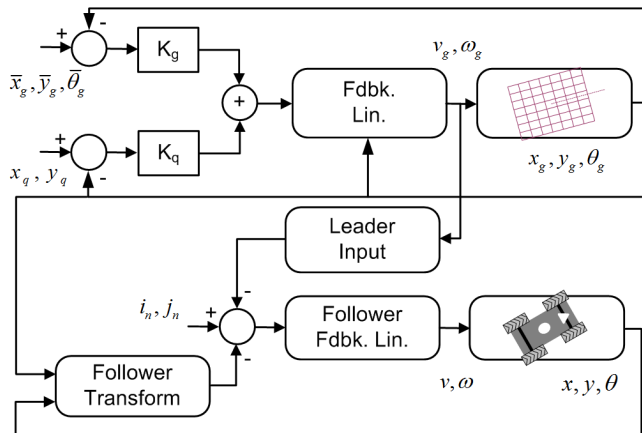 -
+
K_g
v_g, ω_g
x̄_g, ȳ_g, θ̄_g
+
Fdbk.
Lin.
+
K_q
x_q, y_q
-
x_g, y_g, θ_g
Leader
Input
-
i_n, j_n
+
Follower
Fdbk. Lin.
-
Follower
Transform
v, ω
x, y, θ